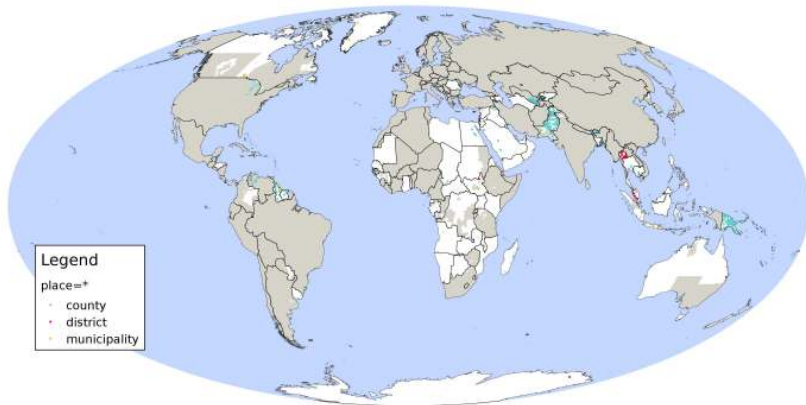 Legend
place=*
county
district
municipality